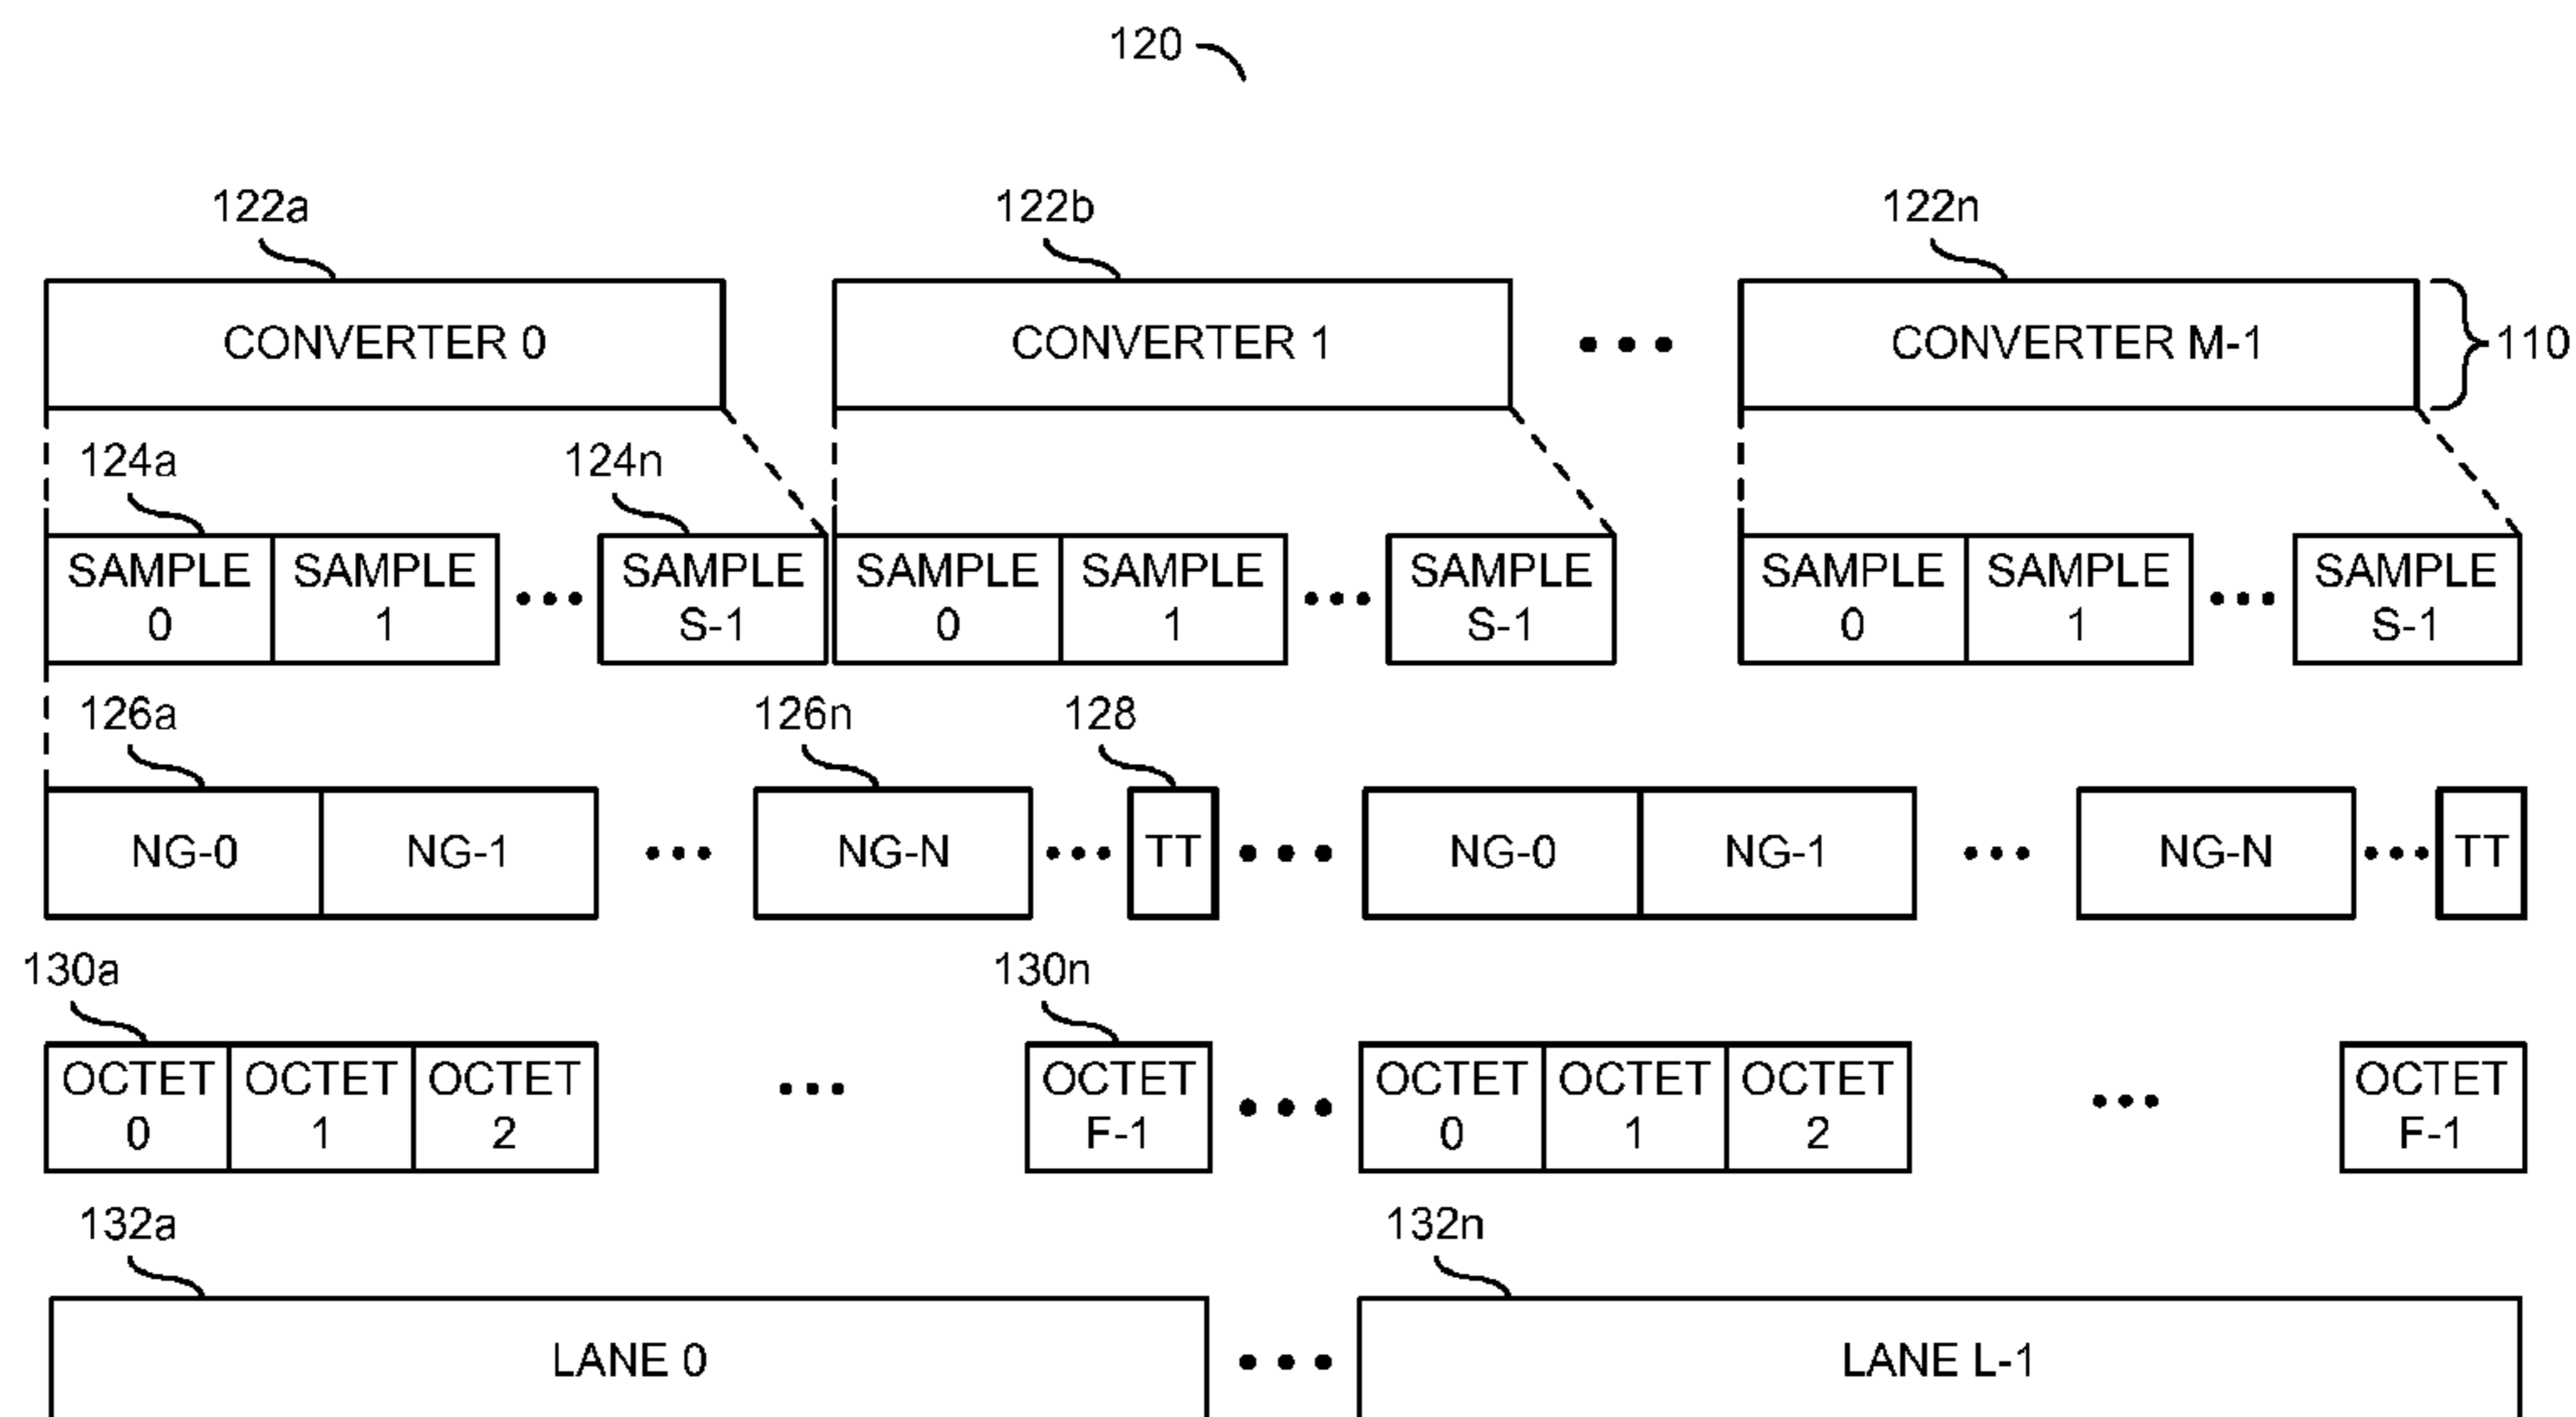 120
122a 122b 122n
CONVERTER 0 CONVERTER 1 CONVERTER M-1 110
124a 124n
SAMPLE SAMPLE SAMPLE SAMPLE SAMPLE SAMPLE SAMPLE SAMPLE SAMPLE
0 1 S-1 0 1 S-1 0 1 S-1
126a 126n 128
NG-0 NG-1 NG-N TT NG-0 NG-1 NG-N TT
130a 130n
OCTET OCTET OCTET OCTET OCTET OCTET OCTET OCTET
0 1 2 F-1 0 1 2 F-1
132a 132n
LANE 0 LANE L-1